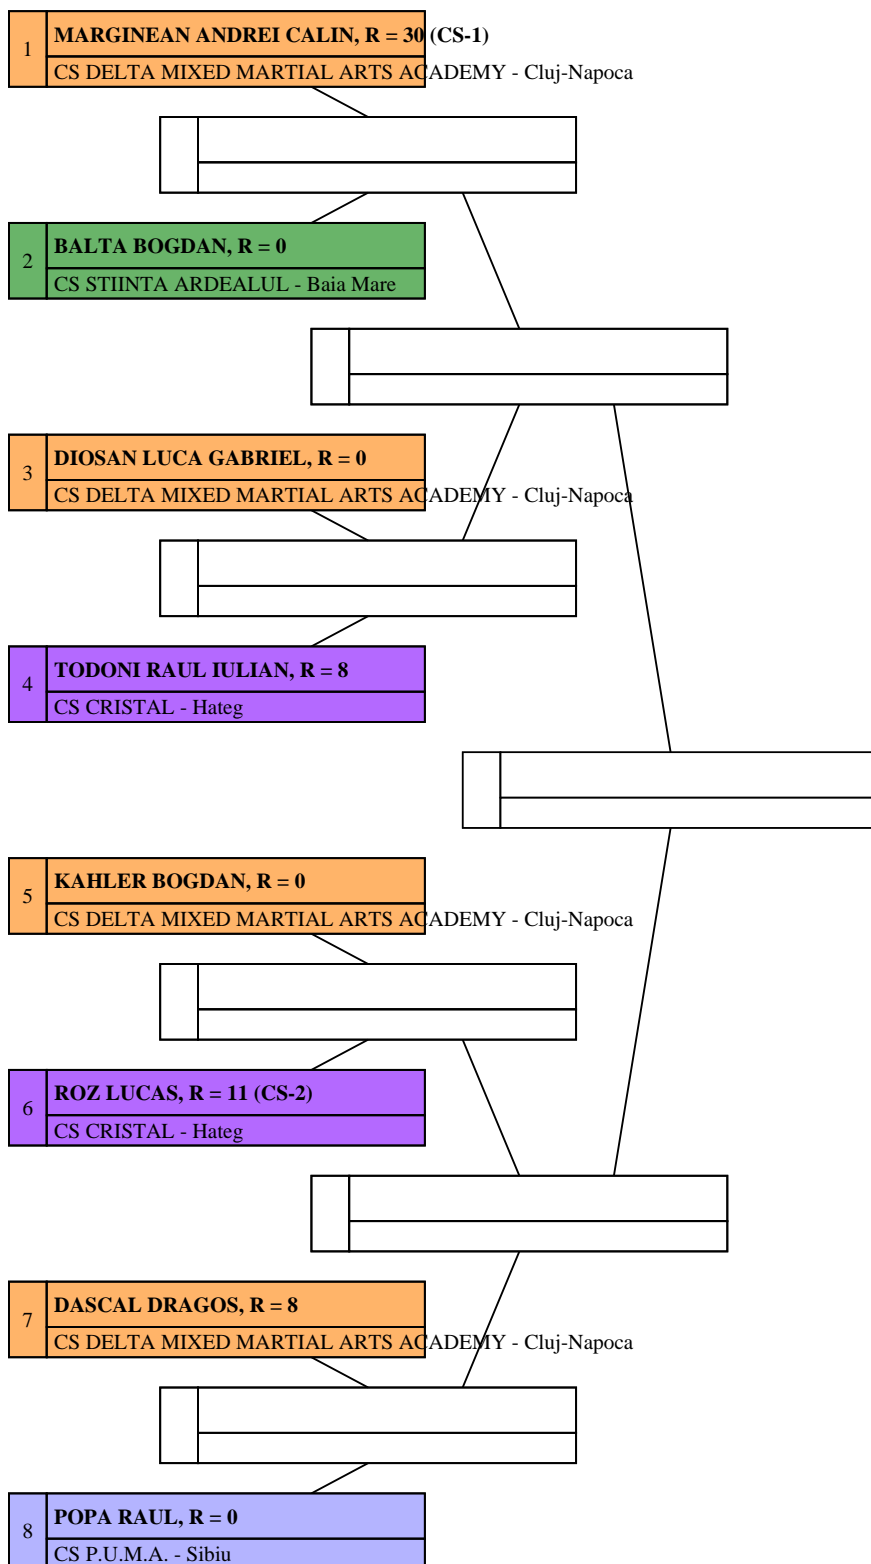 1
MARGINEAN ANDREI CALIN, R = 30 (CS-1)
CS DELTA MIXED MARTIAL ARTS ACADEMY - Cluj-Napoca
2
BALTA BOGDAN, R = 0
CS STIINTA ARDEALUL - Baia Mare
3
DIOSAN LUCA GABRIEL, R = 0
CS DELTA MIXED MARTIAL ARTS ACADEMY - Cluj-Napoca
4
TODONI RAUL IULIAN, R = 8
CS CRISTAL - Hateg
5
KAHLER BOGDAN, R = 0
CS DELTA MIXED MARTIAL ARTS ACADEMY - Cluj-Napoca
6
ROZ LUCAS, R = 11 (CS-2)
CS CRISTAL - Hateg
7
DASCAL DRAGOS, R = 8
CS DELTA MIXED MARTIAL ARTS ACADEMY - Cluj-Napoca
8
POPA RAUL, R = 0
CS P.U.M.A. - Sibiu